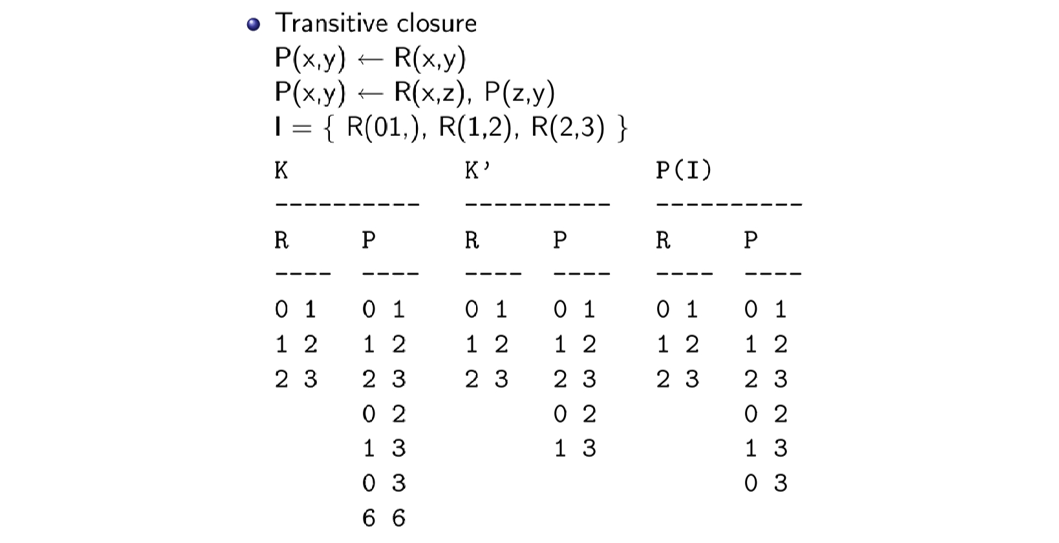 Transitive closure
P(x,y) ← R(x,y)
P(x,y) ← R(x,z), P(z,y)
I = { R(01,), R(1,2), R(2,3) }
K K' P(I)
---------- ---------- ----------
R P R P R P
---- ---- ---- ---- ---- ----
0 1 0 1 0 1 0 1 0 1 0 1
1 2 1 2 1 2 1 2 1 2 1 2
2 3 2 3 2 3 2 3 2 3 2 3
0 2 0 2 0 2
1 3 1 3 1 3
0 3 0 3
6 6